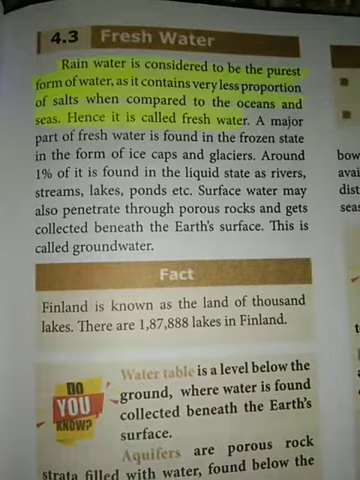 4.3 Fresh Water
Rain water is considered to be the purest
form of water, as it contains very less proportion
of salts when compared to the oceans and
seas. Hence it is called fresh water. A major
part of fresh water is found in the frozen state
in the form of ice caps and glaciers. Around
1% of it is found in the liquid state as rivers,
streams, lakes, ponds etc. Surface water may
also penetrate through porous rocks and gets
collected beneath the Earth's surface. This is
called groundwater.
Fact
Finland is known as the land of thousand
lakes. There are 1,87,888 lakes in Finland.
DO
YOU
KNOW?
Water table is a level below the
ground, where water is found
collected beneath the Earth's
surface.
Aquifers are porous rock
strata filled with water, found below the
bow
avai
dist
seas